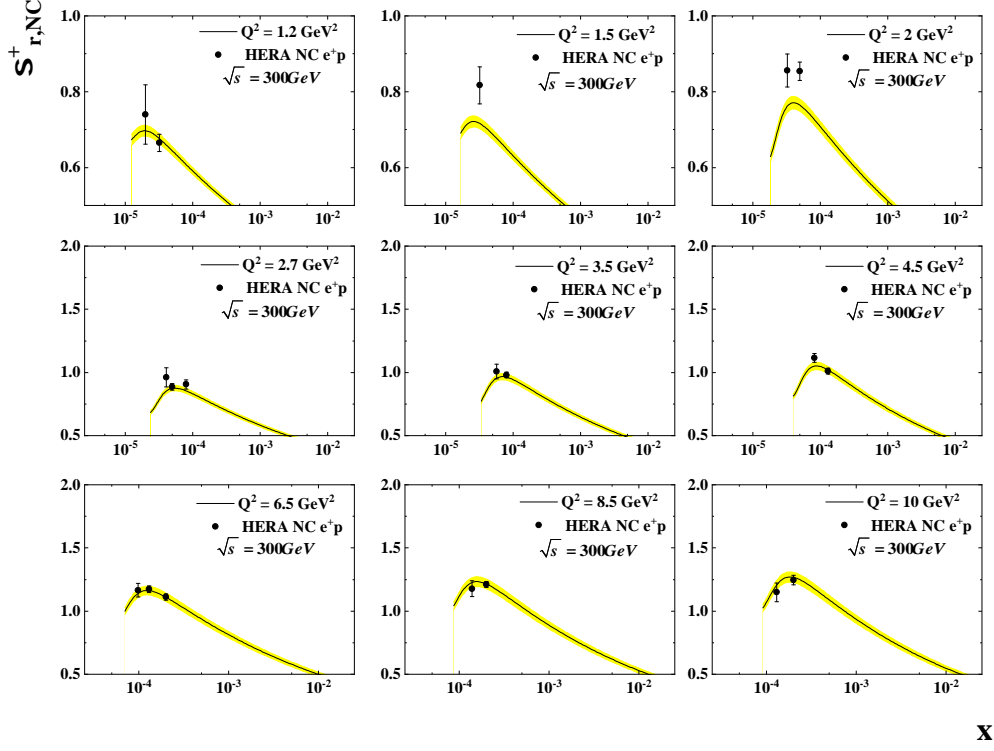 S⁺r,NC
1.0
0.8
0.6
Q² = 1.2 GeV²
HERA NC e⁺p
√s = 300GeV
10⁻⁵ 10⁻⁴ 10⁻³ 10⁻²
1.0
0.8
0.6
Q² = 1.5 GeV²
HERA NC e⁺p
√s = 300GeV
10⁻⁵ 10⁻⁴ 10⁻³ 10⁻²
1.0
0.8
0.6
Q² = 2 GeV²
HERA NC e⁺p
√s = 300GeV
10⁻⁵ 10⁻⁴ 10⁻³ 10⁻²
2.0
1.5
1.0
0.5
Q² = 2.7 GeV²
HERA NC e⁺p
√s = 300GeV
10⁻⁵ 10⁻⁴ 10⁻³ 10⁻²
2.0
1.5
1.0
0.5
Q² = 3.5 GeV²
HERA NC e⁺p
√s = 300GeV
10⁻⁵ 10⁻⁴ 10⁻³ 10⁻²
2.0
1.5
1.0
0.5
Q² = 4.5 GeV²
HERA NC e⁺p
√s = 300GeV
10⁻⁵ 10⁻⁴ 10⁻³ 10⁻²
2.0
1.5
1.0
0.5
Q² = 6.5 GeV²
HERA NC e⁺p
√s = 300GeV
10⁻⁴ 10⁻³ 10⁻²
2.0
1.5
1.0
0.5
Q² = 8.5 GeV²
HERA NC e⁺p
√s = 300GeV
10⁻⁴ 10⁻³ 10⁻²
2.0
1.5
1.0
0.5
Q² = 10 GeV²
HERA NC e⁺p
√s = 300GeV
10⁻⁴ 10⁻³ 10⁻²
x